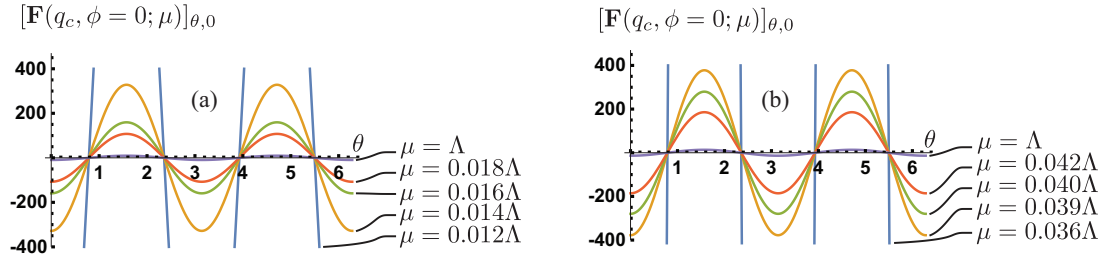 [F(q_c, ϕ = 0; μ)]_{θ,0}
400
200
-200
-400
(a)
1 2 3 4 5 6
θ
μ = Λ
μ = 0.018Λ
μ = 0.016Λ
μ = 0.014Λ
μ = 0.012Λ
[F(q_c, ϕ = 0; μ)]_{θ,0}
400
200
-200
-400
(b)
1 2 3 4 5 6
θ
μ = Λ
μ = 0.042Λ
μ = 0.040Λ
μ = 0.039Λ
μ = 0.036Λ